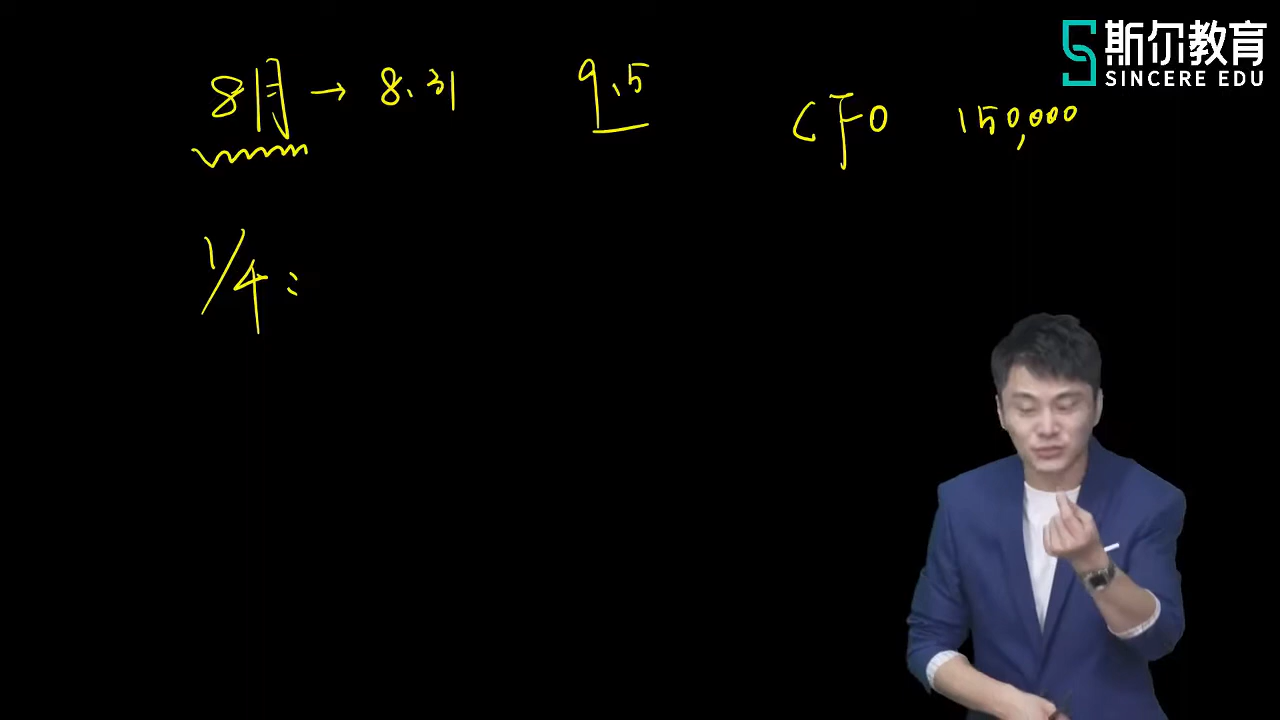 斯尔教育
SINCERE EDU
8月 → 8.31 9.5 CFO 150,000
1/4 =